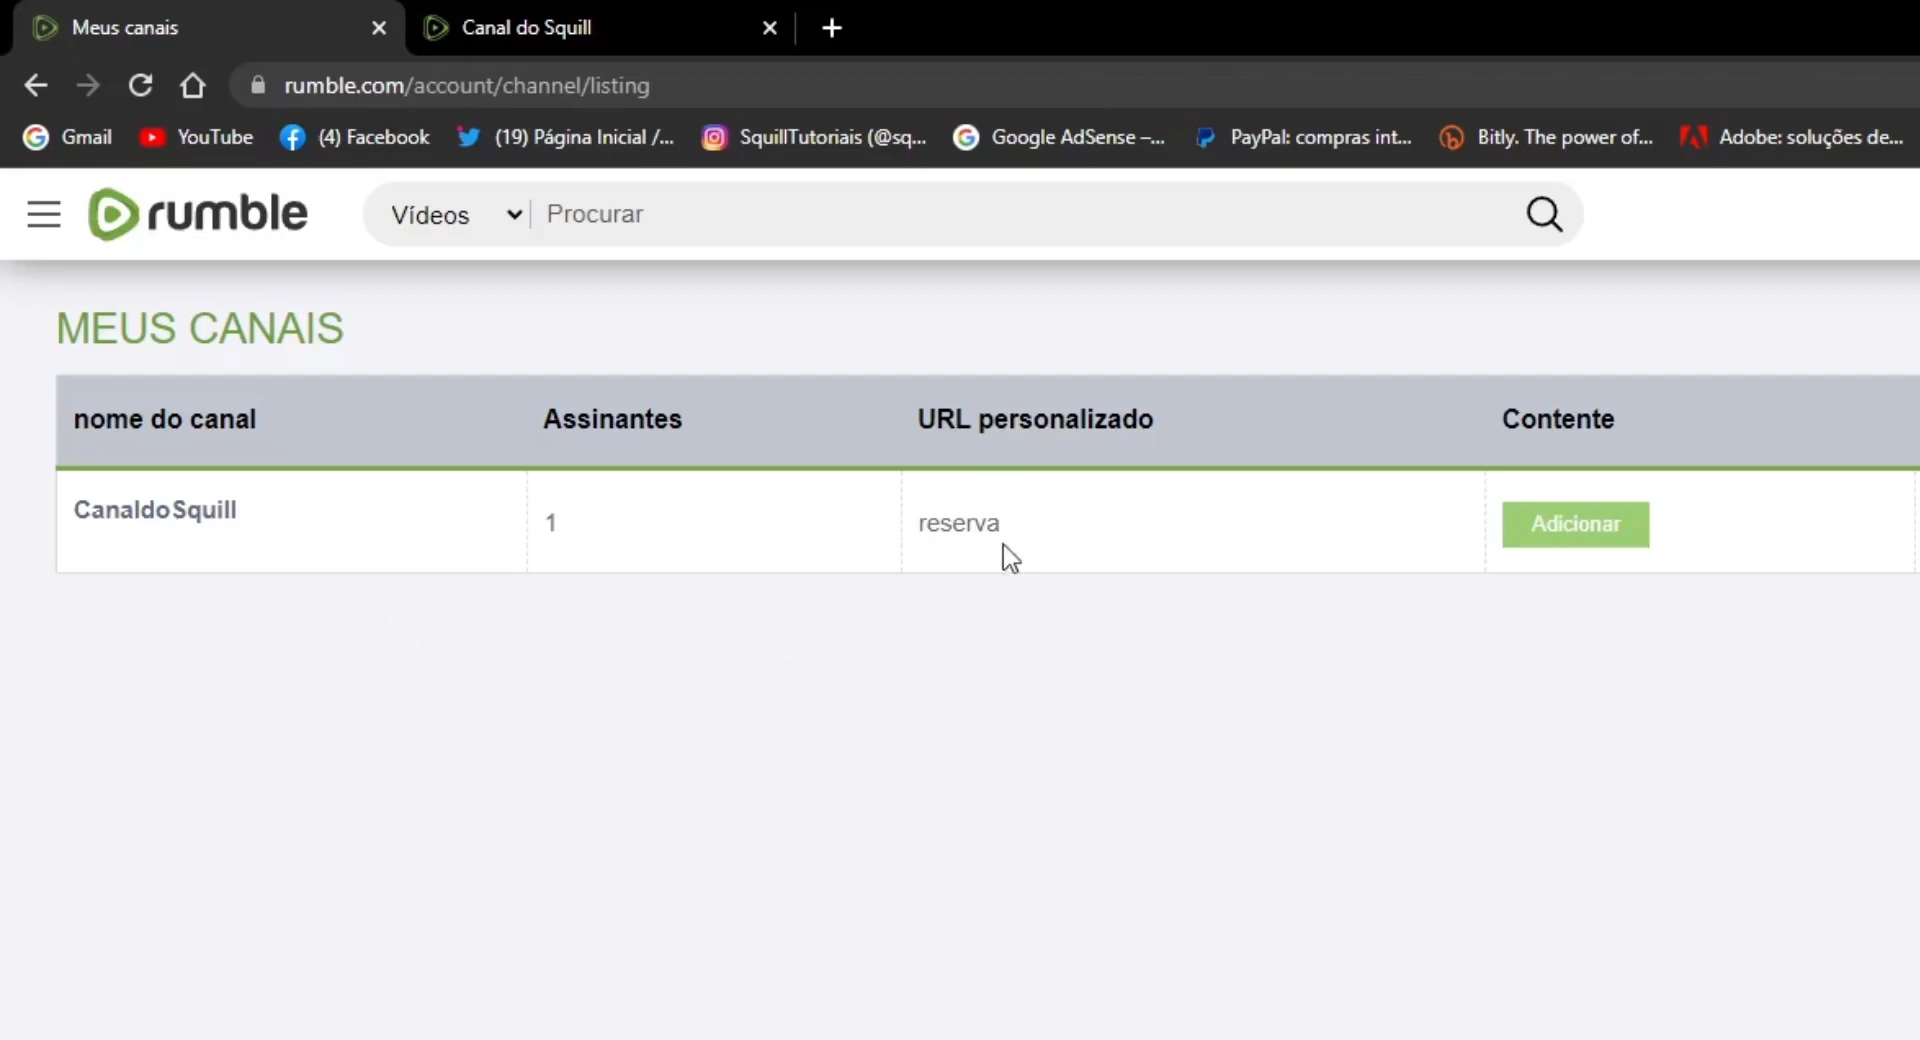 Meus canais
Canal do Squill
rumble.com/account/channel/listing
Gmail YouTube (4) Facebook (19) Página Inicial /... SquillTutoriais (@sq... Google AdSense –... PayPal: compras int... Bitly. The power of... Adobe: soluções de...
rumble Vídeos Procurar
MEUS CANAIS
nome do canal Assinantes URL personalizado Contente
CanaldoSquill 1 reserva Adicionar